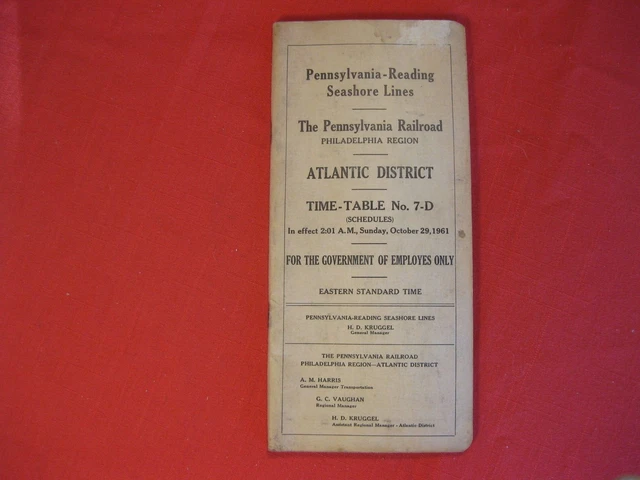 Pennsylvania-Reading
Seashore Lines
The Pennsylvania Railroad
PHILADELPHIA REGION
ATLANTIC DISTRICT
TIME-TABLE No. 7-D
(SCHEDULES)
In effect 2:01 A.M., Sunday, October 29, 1961
FOR THE GOVERNMENT OF EMPLOYES ONLY
EASTERN STANDARD TIME
PENNSYLVANIA-READING SEASHORE LINES
H. D. KRUGGEL
General Manager
THE PENNSYLVANIA RAILROAD
PHILADELPHIA REGION—ATLANTIC DISTRICT
A. M. HARRIS
General Manager Transportation
G. C. VAUGHAN
Regional Manager
H. D. KRUGGEL
Assistant Regional Manager - Atlantic District